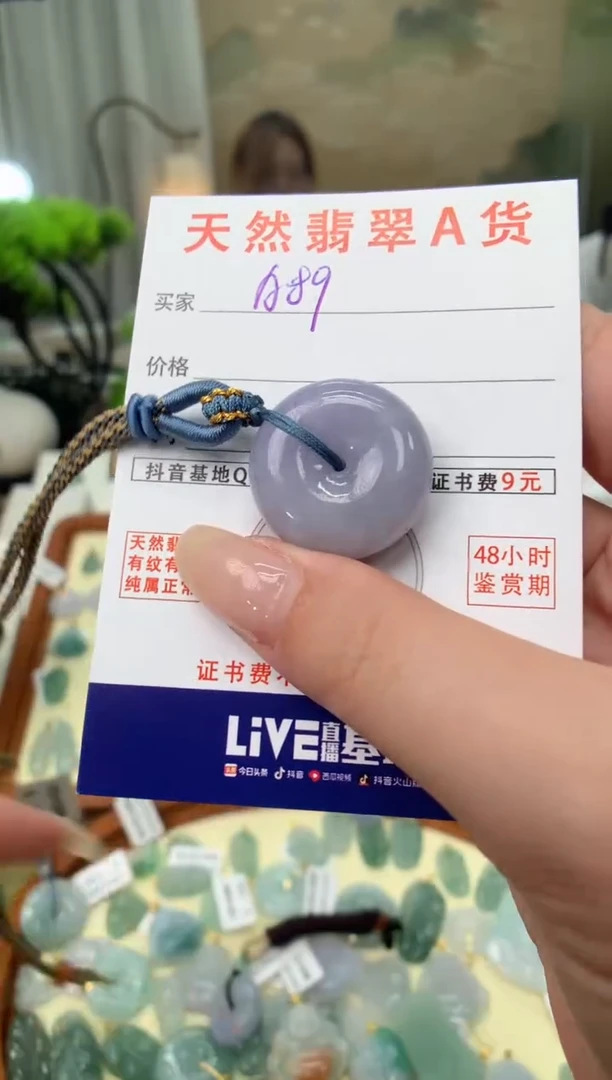 天然翡翠A货
买家 A89
价格
抖音基地Q
证书费9元
天然翡
有纹有
纯属正常
48小时
鉴赏期
证书费不
LiVE直播基
今日头条 抖音 西瓜视频 抖音火山